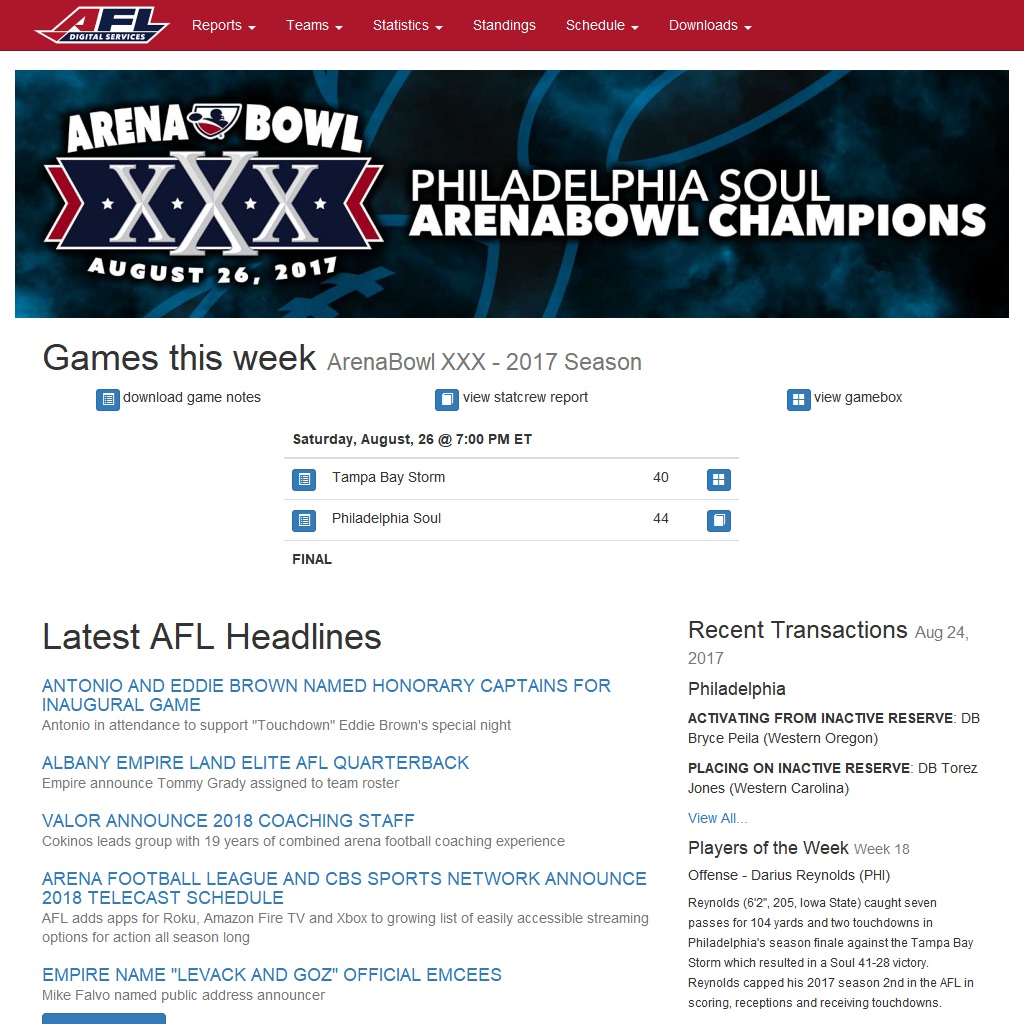 AFL
DIGITAL SERVICES
Reports
Teams
Statistics
Standings
Schedule
Downloads
ARENA BOWL
XXX
AUGUST 26, 2017
PHILADELPHIA SOUL
ARENABOWL CHAMPIONS
Games this week ArenaBowl XXX - 2017 Season
download game notes
view statcrew report
view gamebox
Saturday, August, 26 @ 7:00 PM ET
Tampa Bay Storm 40
Philadelphia Soul 44
FINAL
Latest AFL Headlines
ANTONIO AND EDDIE BROWN NAMED HONORARY CAPTAINS FOR
INAUGURAL GAME
Antonio in attendance to support "Touchdown" Eddie Brown's special night
ALBANY EMPIRE LAND ELITE AFL QUARTERBACK
Empire announce Tommy Grady assigned to team roster
VALOR ANNOUNCE 2018 COACHING STAFF
Cokinos leads group with 19 years of combined arena football coaching experience
ARENA FOOTBALL LEAGUE AND CBS SPORTS NETWORK ANNOUNCE
2018 TELECAST SCHEDULE
AFL adds apps for Roku, Amazon Fire TV and Xbox to growing list of easily accessible streaming
options for action all season long
EMPIRE NAME "LEVACK AND GOZ" OFFICIAL EMCEES
Mike Falvo named public address announcer
Recent Transactions Aug 24,
2017
Philadelphia
ACTIVATING FROM INACTIVE RESERVE: DB
Bryce Peila (Western Oregon)
PLACING ON INACTIVE RESERVE: DB Torez
Jones (Western Carolina)
View All...
Players of the Week Week 18
Offense - Darius Reynolds (PHI)
Reynolds (6'2", 205, Iowa State) caught seven
passes for 104 yards and two touchdowns in
Philadelphia's season finale against the Tampa Bay
Storm which resulted in a Soul 41-28 victory.
Reynolds capped his 2017 season 2nd in the AFL in
scoring, receptions and receiving touchdowns.